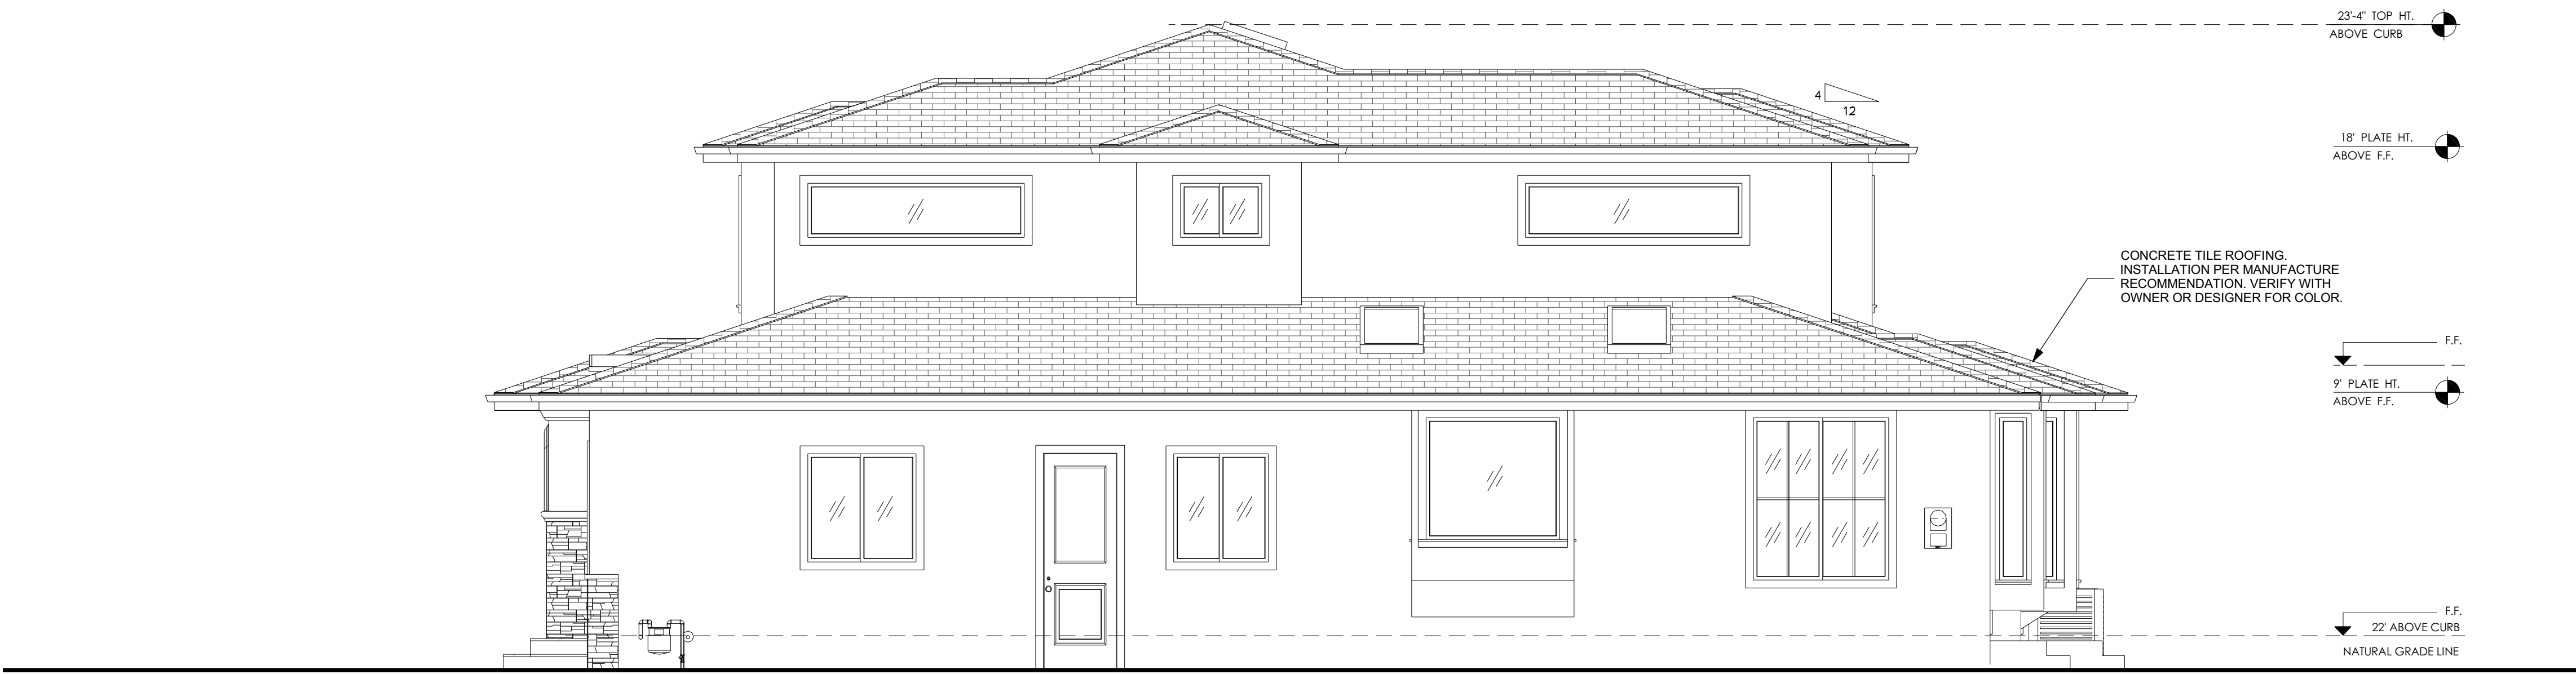 23'-4" TOP HT.
ABOVE CURB
4
12
18' PLATE HT.
ABOVE F.F.
CONCRETE TILE ROOFING.
INSTALLATION PER MANUFACTURE
RECOMMENDATION. VERIFY WITH
OWNER OR DESIGNER FOR COLOR.
F.F.
9' PLATE HT.
ABOVE F.F.
F.F.
22' ABOVE CURB
NATURAL GRADE LINE